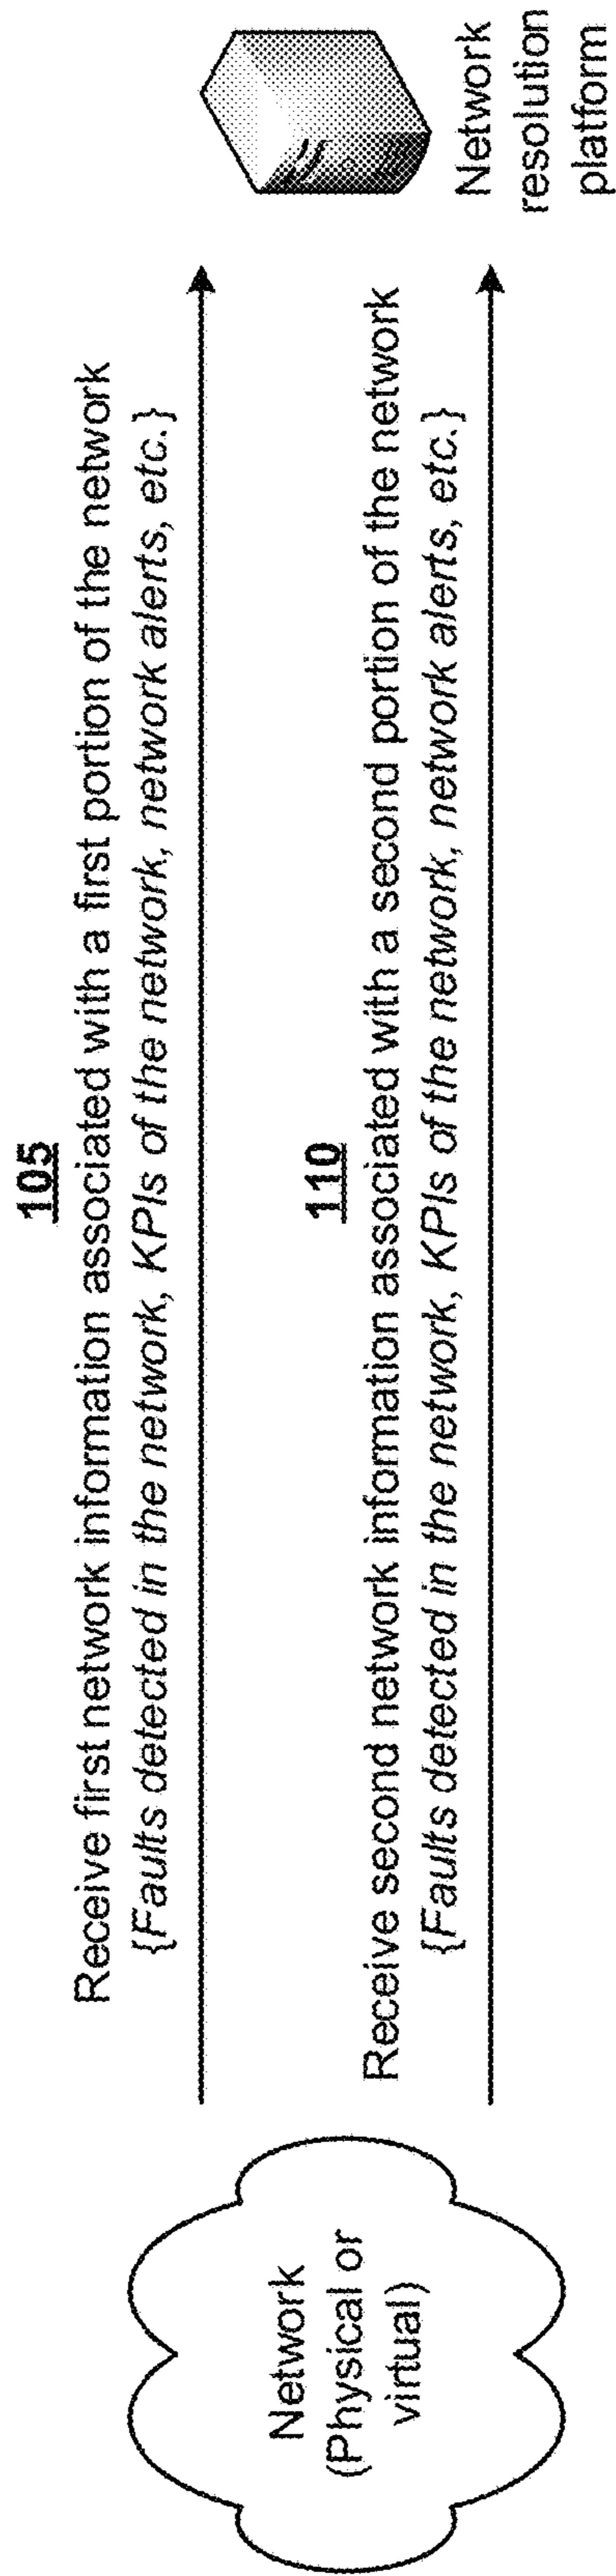 105
Receive first network information associated with a first portion of the network
{Faults detected in the network, KPIs of the network, network alerts, etc.}
110
Receive second network information associated with a second portion of the network
{Faults detected in the network, KPIs of the network, network alerts, etc.}
Network
(Physical or
virtual)
Network
resolution
platform